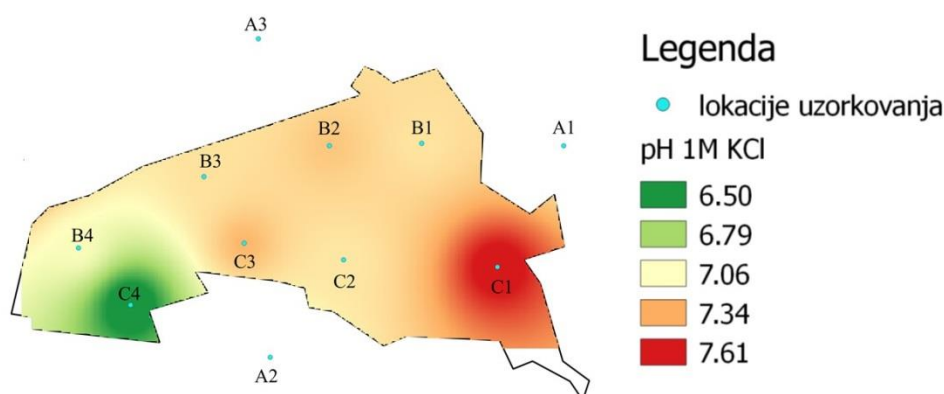 A3
B2
B1
A1
B3
B4
C3
C2
C1
C4
A2
Legenda
lokacije uzorkovanja
pH 1M KCl
6.50
6.79
7.06
7.34
7.61